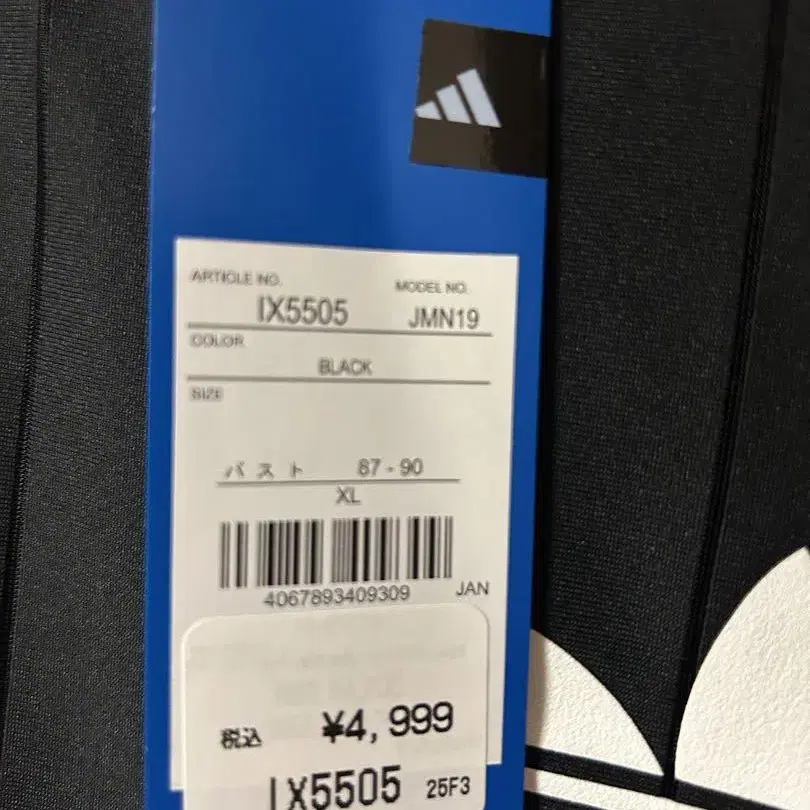 ARTICLE NO.
MODEL NO.
IX5505
JMN19
COLOR
BLACK
SIZE
バスト 87-90
XL
4067893409309
JAN
税込 ¥4,999
IX5505 25F3